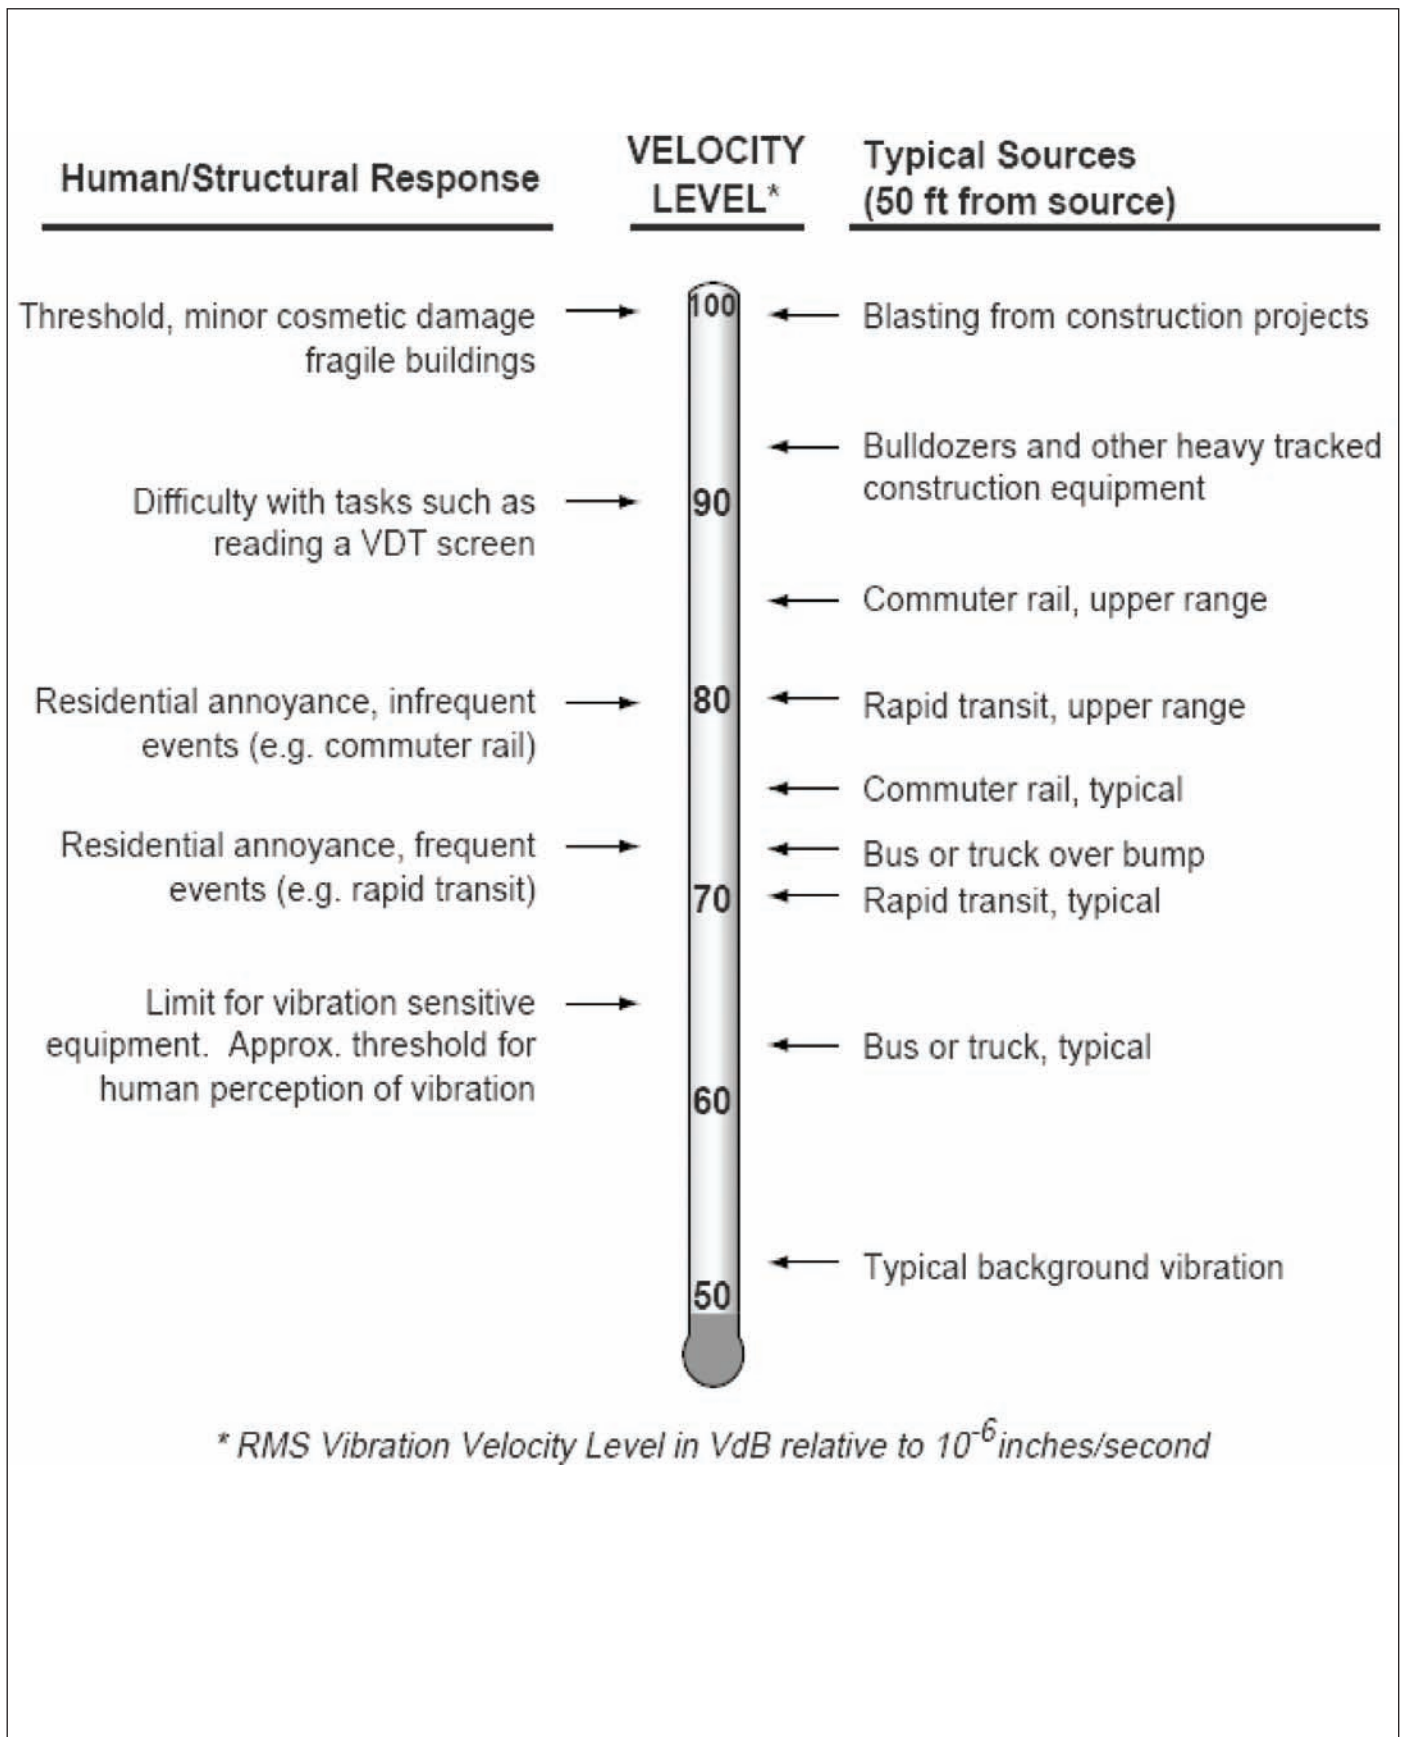 Human/Structural Response
VELOCITY
LEVEL*
Typical Sources
(50 ft from source)
Threshold, minor cosmetic damage
fragile buildings
100
Blasting from construction projects
Bulldozers and other heavy tracked
construction equipment
Difficulty with tasks such as
reading a VDT screen
90
Commuter rail, upper range
Residential annoyance, infrequent
events (e.g. commuter rail)
80
Rapid transit, upper range
Commuter rail, typical
Residential annoyance, frequent
events (e.g. rapid transit)
Bus or truck over bump
70
Rapid transit, typical
Limit for vibration sensitive
equipment. Approx. threshold for
human perception of vibration
Bus or truck, typical
60
Typical background vibration
50
* RMS Vibration Velocity Level in VdB relative to 10⁻⁶ inches/second